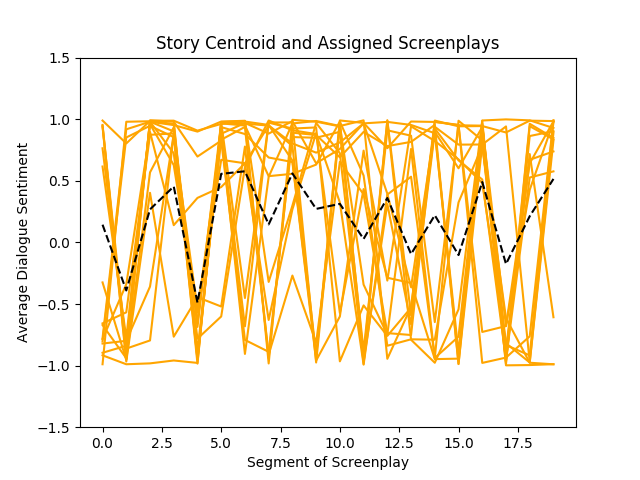 Story Centroid and Assigned Screenplays
1.5
1.0
0.5
0.0
−0.5
−1.0
−1.5
Average Dialogue Sentiment
0.0 2.5 5.0 7.5 10.0 12.5 15.0 17.5
Segment of Screenplay